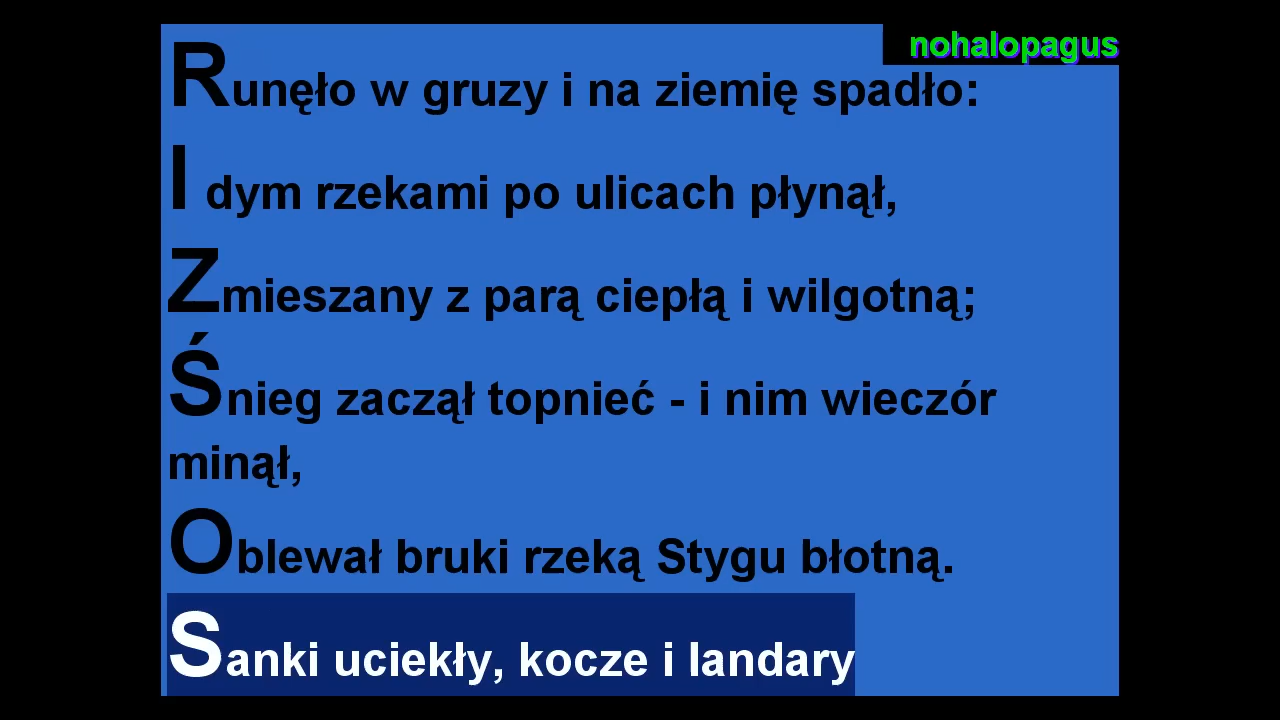 nohalopagus
Runęło w gruzy i na ziemię spadło:
I dym rzekami po ulicach płynął,
Zmieszany z parą ciepłą i wilgotną;
Śnieg zaczął topnieć - i nim wieczór
minął,
Oblewał bruki rzeką Stygu błotną.
Sanki uciekły, kocze i landary